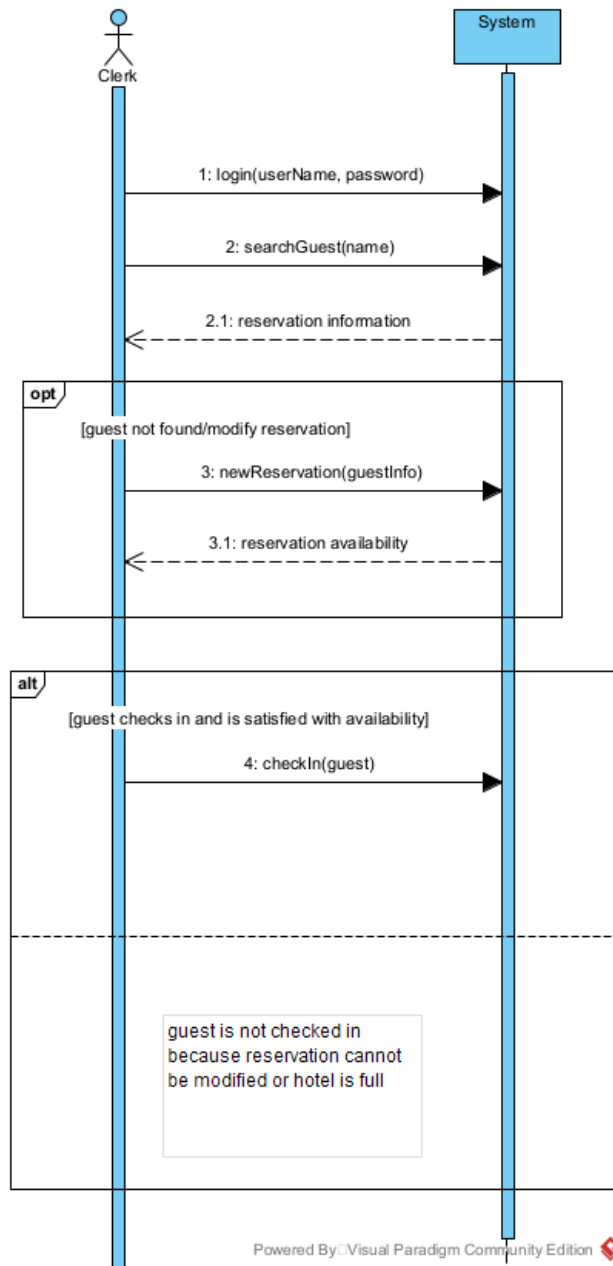 System
Clerk
1: login(userName, password)
2: searchGuest(name)
2.1: reservation information
opt
[guest not found/modify reservation]
3: newReservation(guestInfo)
3.1: reservation availability
alt
[guest checks in and is satisfied with availability]
4: checkIn(guest)
guest is not checked in
because reservation cannot
be modified or hotel is full
Powered By Visual Paradigm Community Edition